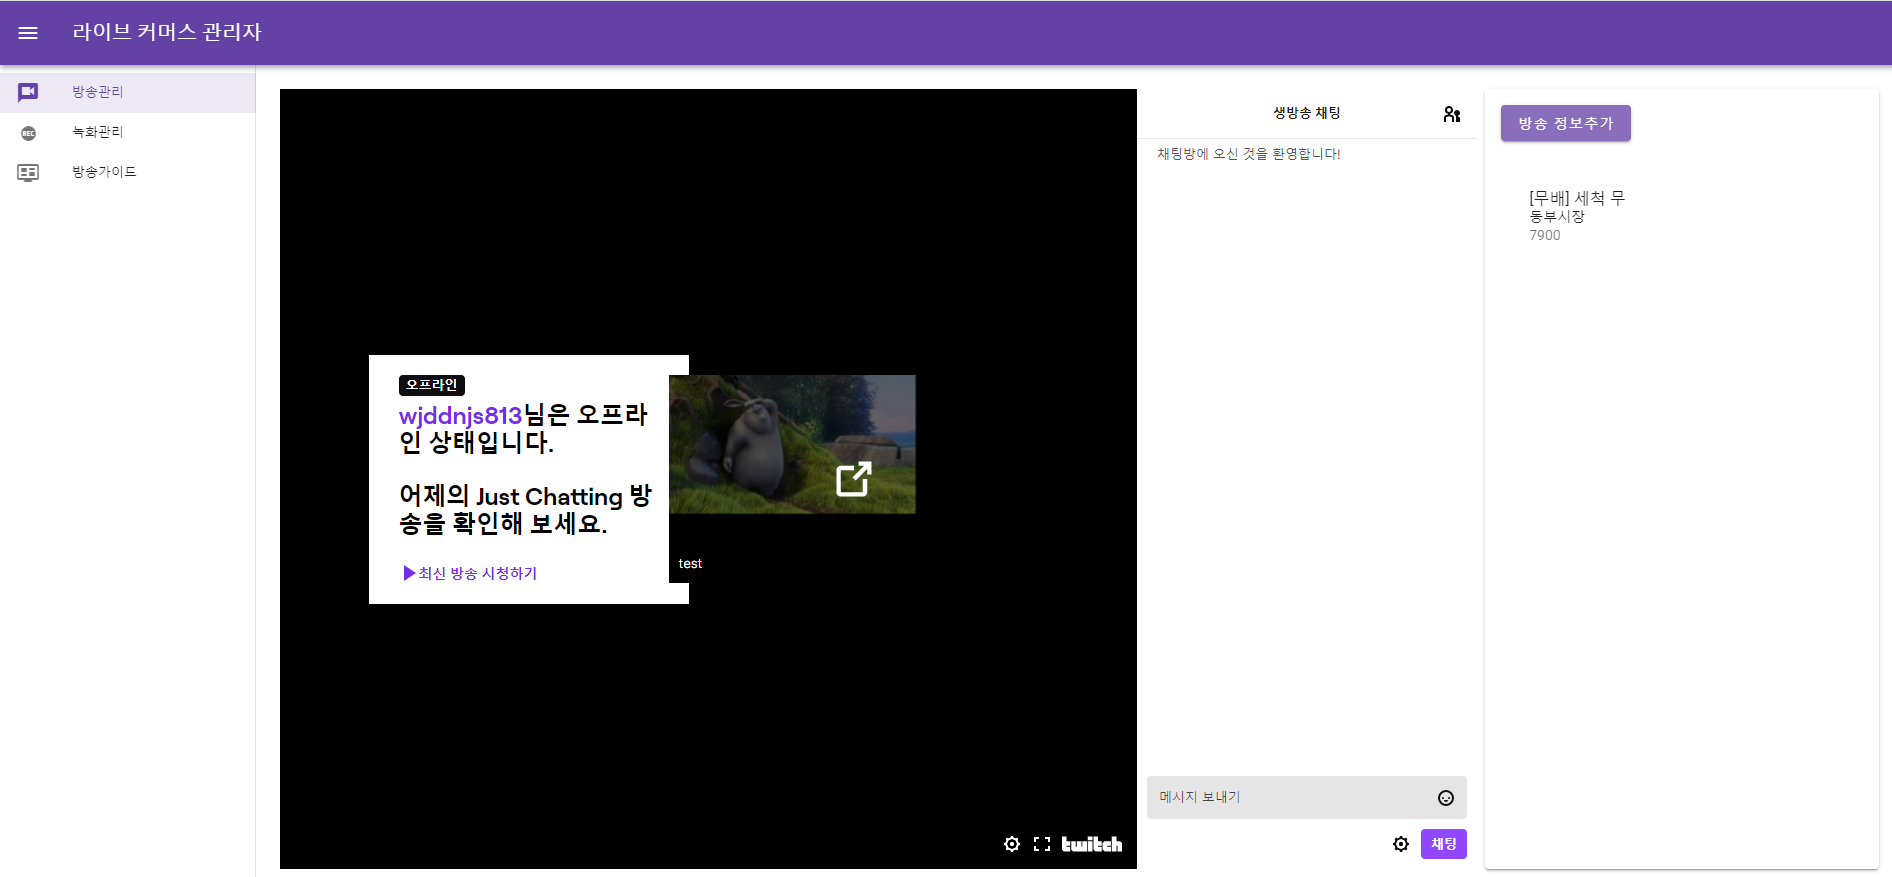 라이브 커머스 관리자
방송관리
REC
녹화관리
방송가이드
오프라인
wjddnjs813님은 오프라
인 상태입니다.
어제의 Just Chatting 방
송을 확인해 보세요.
최신 방송 시청하기
test
twitch
생방송 채팅
채팅방에 오신 것을 환영합니다!
메시지 보내기
채팅
방송 정보추가
[무배] 세척 무
동부시장
7900